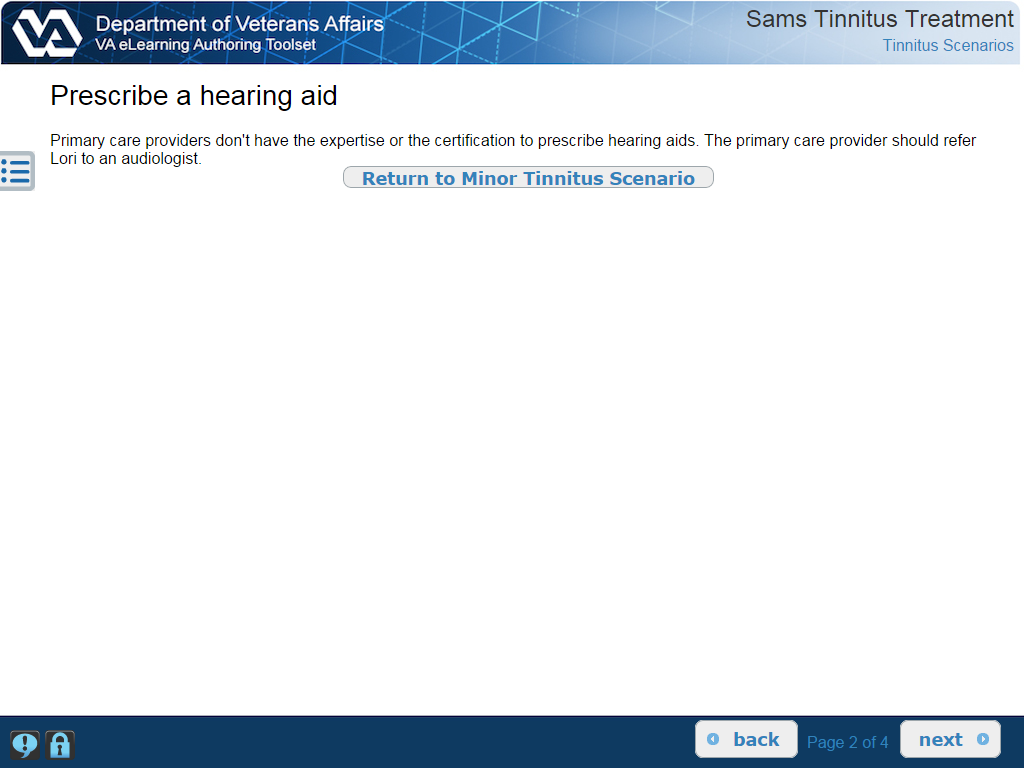 Department of Veterans Affairs
VA eLearning Authoring Toolset
Sams Tinnitus Treatment
Tinnitus Scenarios
Prescribe a hearing aid
Primary care providers don't have the expertise or the certification to prescribe hearing aids. The primary care provider should refer
Lori to an audiologist.
Return to Minor Tinnitus Scenario
back
Page 2 of 4
next